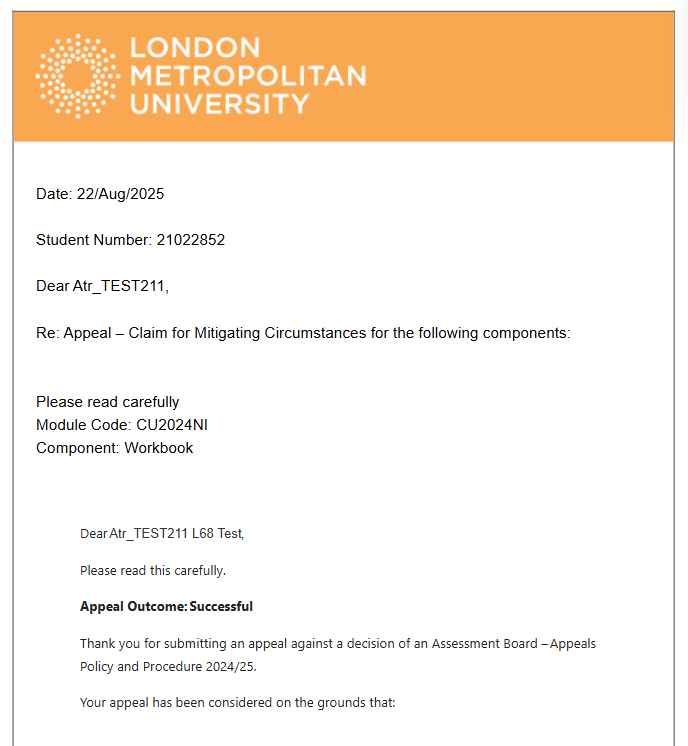 LONDON
METROPOLITAN
UNIVERSITY
Date: 22/Aug/2025
Student Number: 21022852
Dear Atr_TEST211,
Re: Appeal – Claim for Mitigating Circumstances for the following components:
Please read carefully
Module Code: CU2024NI
Component: Workbook
Dear Atr_TEST211 L68 Test,
Please read this carefully.
Appeal Outcome: Successful
Thank you for submitting an appeal against a decision of an Assessment Board – Appeals
Policy and Procedure 2024/25.
Your appeal has been considered on the grounds that: